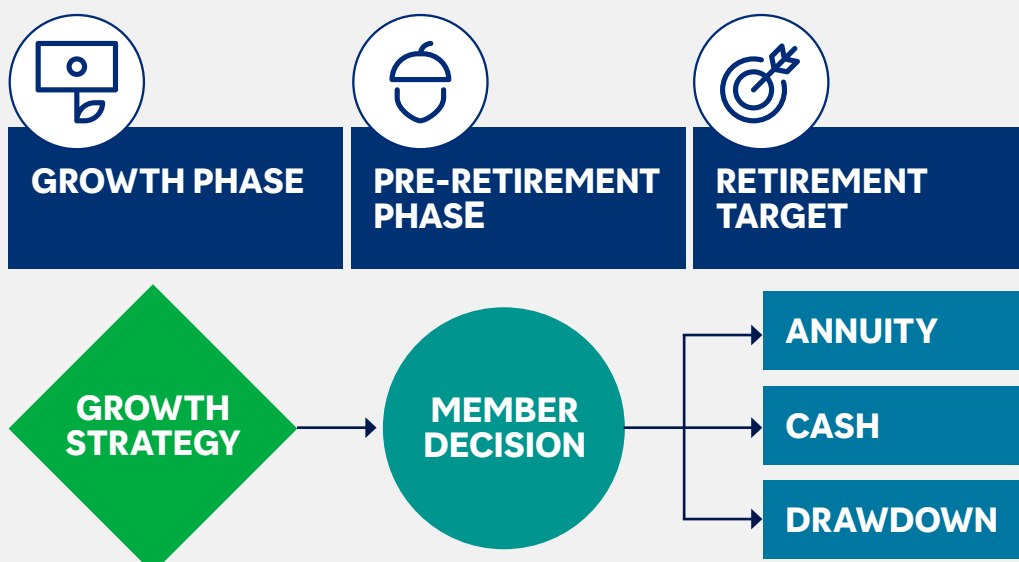 GROWTH PHASE
PRE-RETIREMENT
PHASE
RETIREMENT
TARGET
GROWTH
STRATEGY
MEMBER
DECISION
ANNUITY
CASH
DRAWDOWN